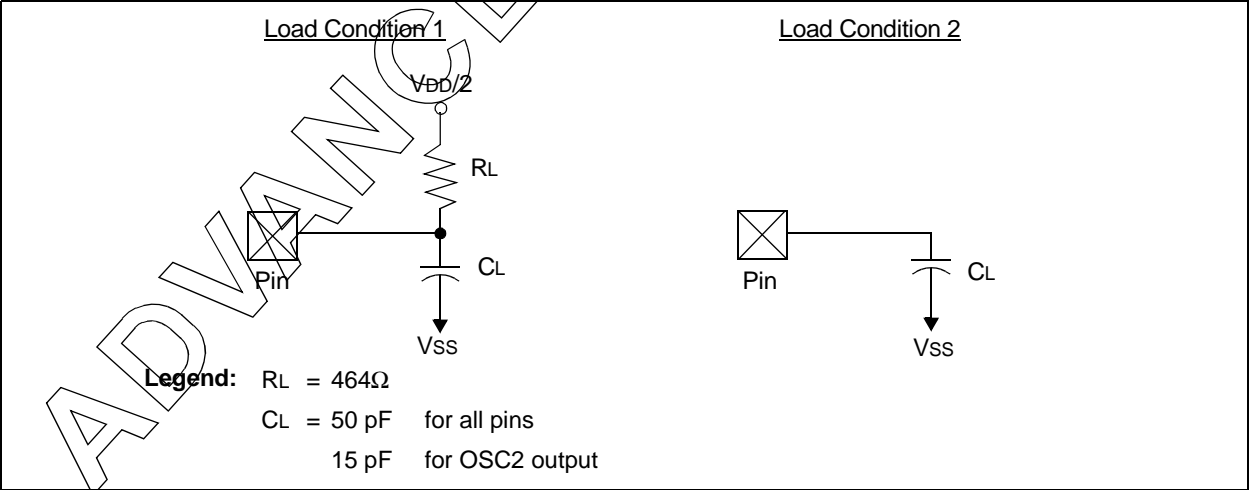 Load Condition 1
Load Condition 2
VDD/2
RL
Pin
CL
VSS
Pin
CL
VSS
Legend: RL = 464Ω
CL = 50 pF for all pins
15 pF for OSC2 output
ADVANC